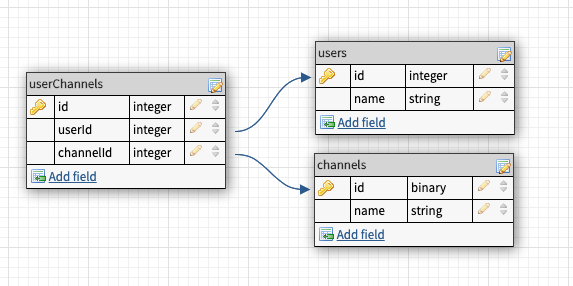 userChannels
id integer
userId integer
channelId integer
Add field
users
id integer
name string
Add field
channels
id binary
name string
Add field